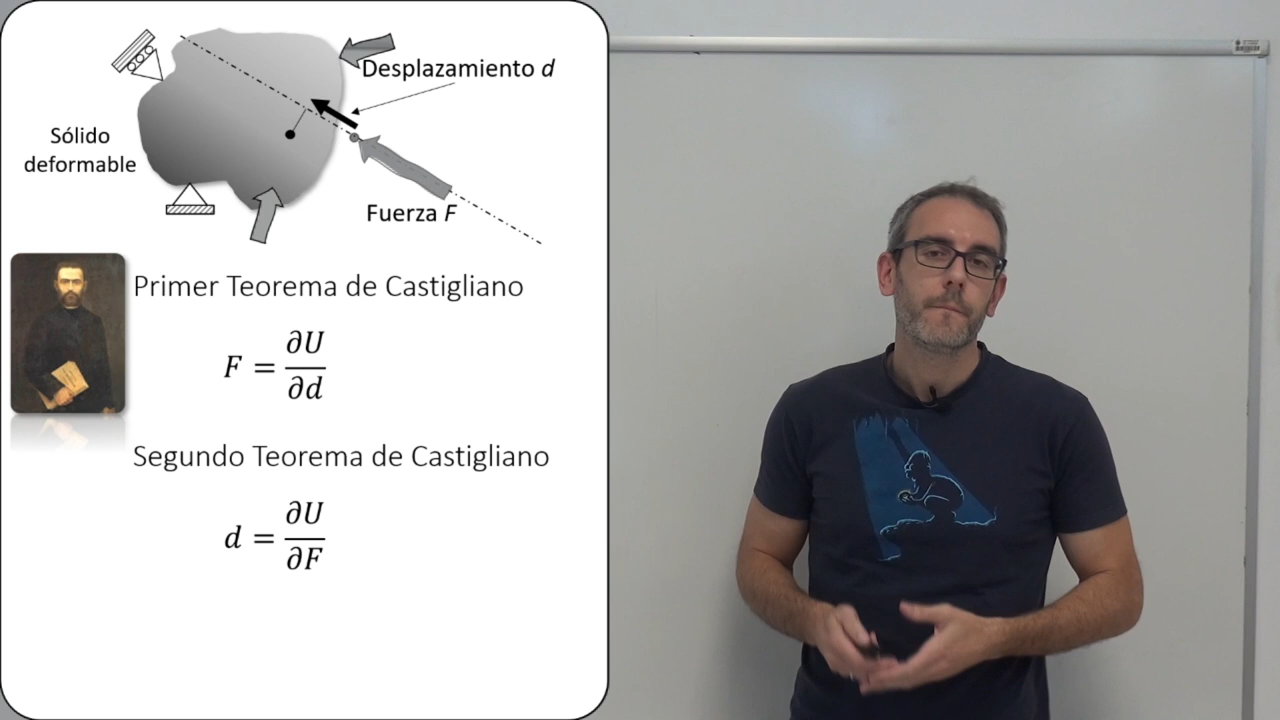 Desplazamiento d
Sólido
deformable
Fuerza F
Primer Teorema de Castigliano
F = ∂U/∂d
Segundo Teorema de Castigliano
d = ∂U/∂F